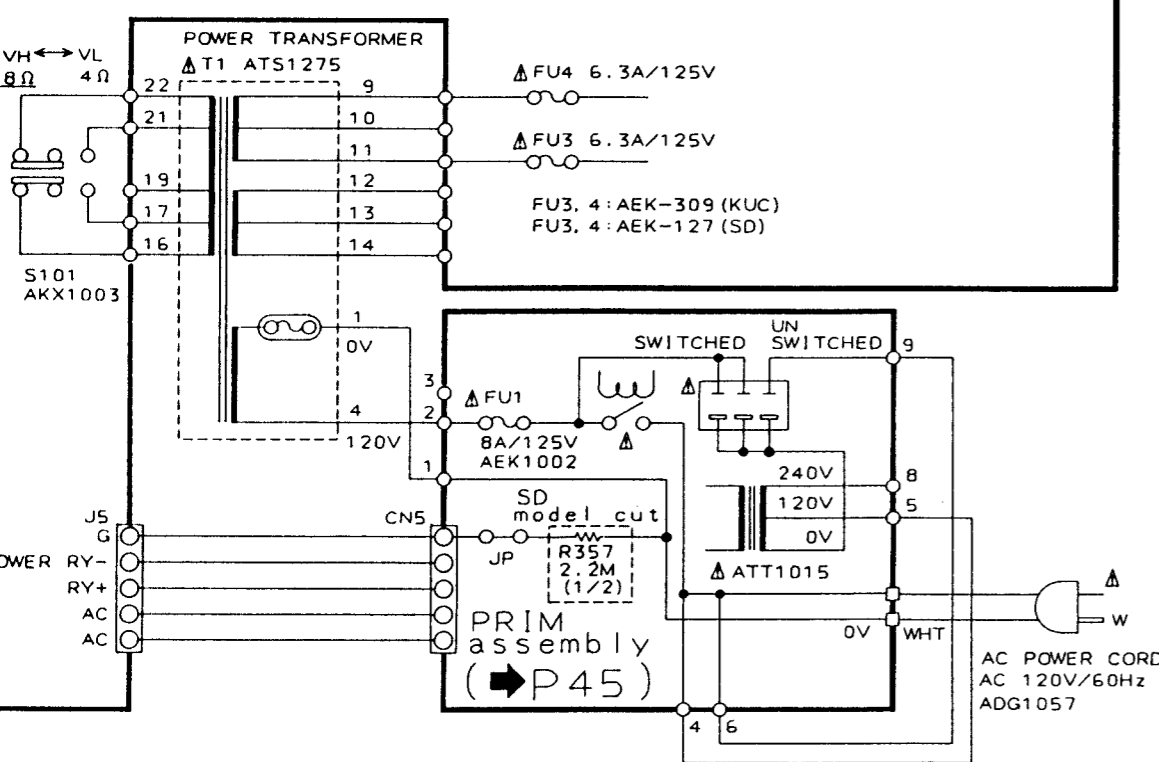 POWER TRANSFORMER
VH ↔ VL
8Ω 4Ω
⚠ T1 ATS1275
22
21
19
17
16
9
10
11
12
13
14
⚠ FU4 6.3A/125V
⚠ FU3 6.3A/125V
FU3, 4:AEK-309(KUC)
FU3, 4:AEK-127(SD)
S101
AKX1003
1
0V
4
120V
3
2
1
⚠ FU1
8A/125V
AEK1002
SWITCHED
UN
SWITCHED
9
⚠
⚠
240V
8
120V
5
0V
⚠ ATT1015
J5
G
OWER RY-
RY+
AC
AC
CN5
SD
model cut
JP
R357
2.2M
(1/2)
PRIM
assembly
(➡P45)
0V
WHT
4
6
⚠
W
AC POWER CORD
AC 120V/60Hz
ADG1057